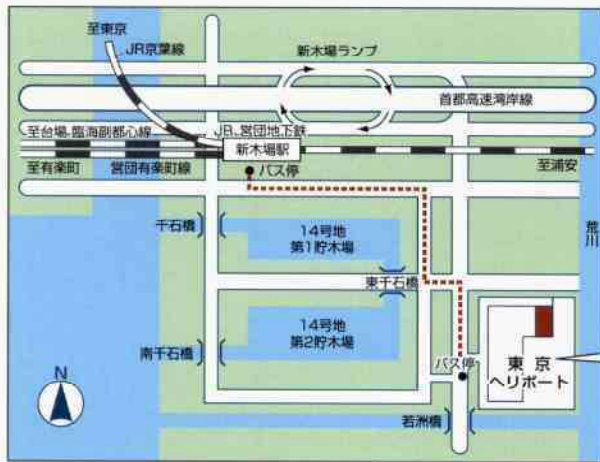 至東京
JR京葉線
新木場ランプ
首都高速湾岸線
至台場、臨海副都心線
JR、営団地下鉄
新木場駅
至有楽町
営団有楽町線
バス停
至浦安
荒川
千石橋
14号地
第1貯木場
東千石橋
14号地
第2貯木場
南千石橋
バス停
東京
ヘリポート
N
若洲橋